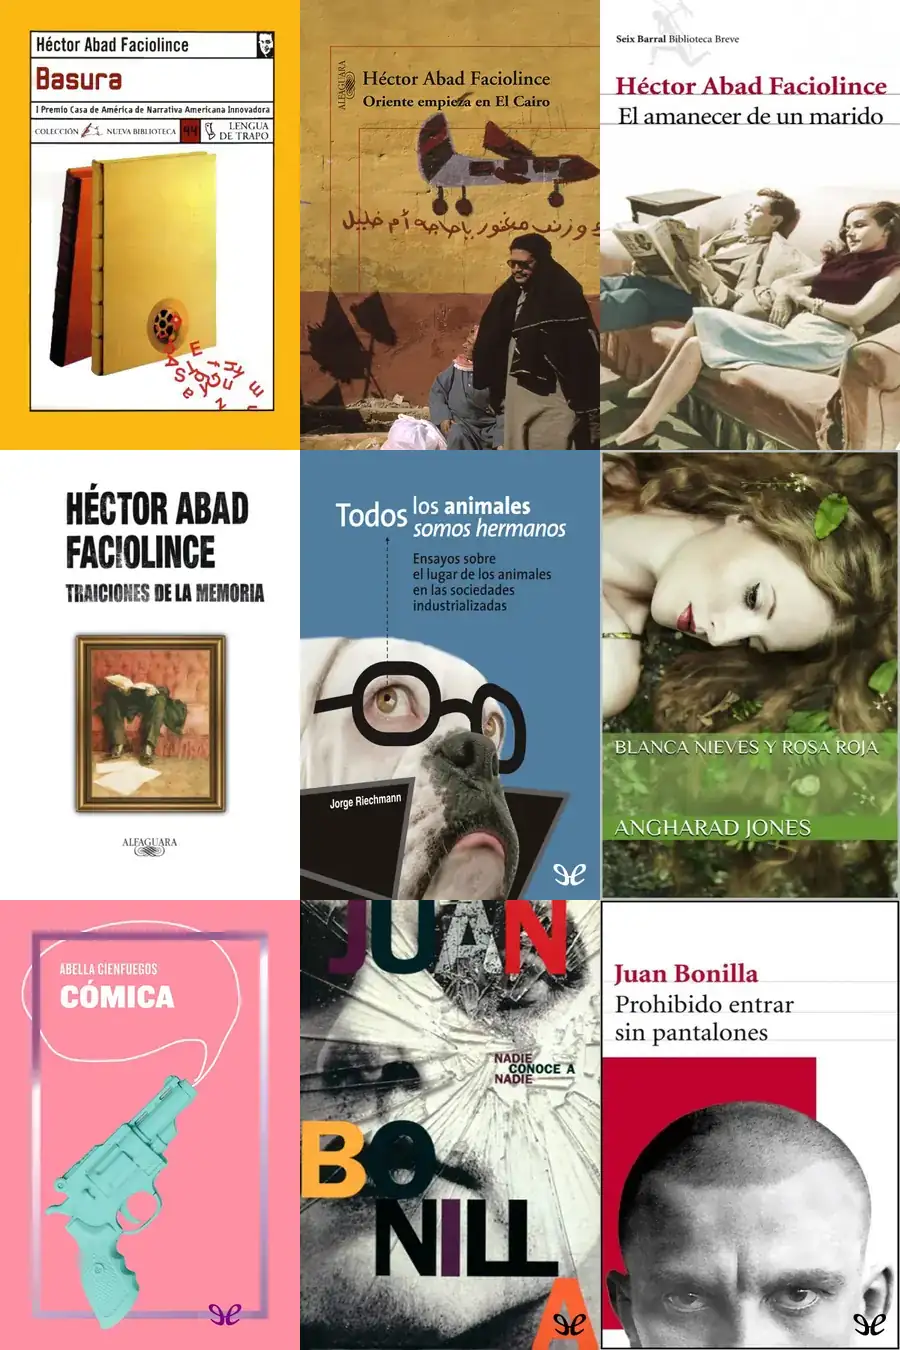 Héctor Abad Faciolince
Basura
I Premio Casa de América de Narrativa Americana Innovadora
COLECCIÓN
NUEVA BIBLIOTECA
44
LENGUA
DE TRAPO
ALFAGUARA
Héctor Abad Faciolince
Oriente empieza en El Cairo
Seix Barral Biblioteca Breve
Héctor Abad Faciolince
El amanecer de un marido
HÉCTOR ABAD
FACIOLINCE
TRAICIONES DE LA MEMORIA
ALFAGUARA
Todos los animales
somos hermanos
Ensayos sobre
el lugar de los animales
en las sociedades
industrializadas
Jorge Riechmann
BLANCA NIEVES Y ROSA ROJA
ANGHARAD JONES
ABELLA CIENFUEGOS
CÓMICA
JUAN
NADIE
CONOCE A
NADIE
BO
NILL
A
Juan Bonilla
Prohibido entrar
sin pantalones